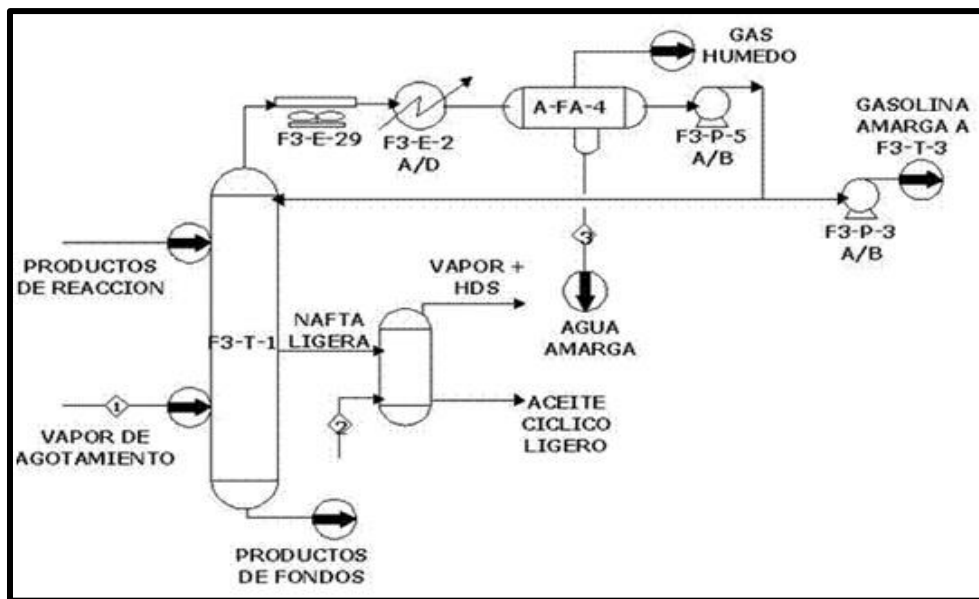 GAS
HUMEDO
A-FA-4
GASOLINA
AMARGA A
F3-T-3
F3-E-29
F3-E-2
A/D
F3-P-5
A/B
F3-P-3
A/B
PRODUCTOS
DE REACCION
3
VAPOR +
HDS
NAFTA
LIGERA
F3-T-1
AGUA
AMARGA
1
VAPOR DE
AGOTAMIENTO
2
ACEITE
CICLICO
LIGERO
PRODUCTOS
DE FONDOS